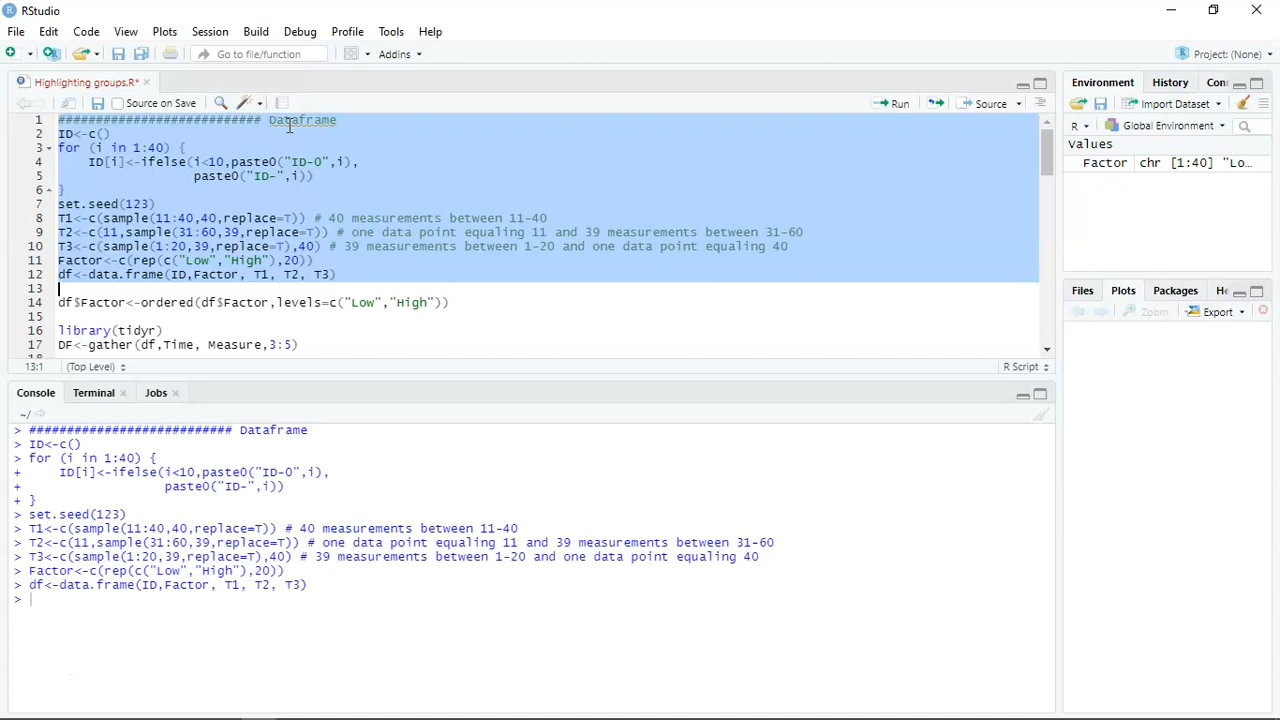 RStudio
File Edit Code View Plots Session Build Debug Profile Tools Help
Go to file/function Addins Project: (None)
Highlighting groups.R*
Source on Save Run Source
1 ########################### Dataframe
2 ID<-c()
3 for (i in 1:40) {
4 ID[i]<-ifelse(i<10,paste0("ID-0",i),
5 paste0("ID-",i))
6 }
7 set.seed(123)
8 T1<-c(sample(11:40,40,replace=T)) # 40 measurements between 11-40
9 T2<-c(11,sample(31:60,39,replace=T)) # one data point equaling 11 and 39 measurements between 31-60
10 T3<-c(sample(1:20,39,replace=T),40) # 39 measurements between 1-20 and one data point equaling 40
11 Factor<-c(rep(c("Low","High"),20))
12 df<-data.frame(ID,Factor, T1, T2, T3)
13
14 df$Factor<-ordered(df$Factor,levels=c("Low","High"))
15
16 library(tidyr)
17 DF<-gather(df,Time, Measure,3:5)
18
13:1 (Top Level) R Script
Console Terminal Jobs
~/
> ########################### Dataframe
> ID<-c()
> for (i in 1:40) {
+ ID[i]<-ifelse(i<10,paste0("ID-0",i),
+ paste0("ID-",i))
+ }
> set.seed(123)
> T1<-c(sample(11:40,40,replace=T)) # 40 measurements between 11-40
> T2<-c(11,sample(31:60,39,replace=T)) # one data point equaling 11 and 39 measurements between 31-60
> T3<-c(sample(1:20,39,replace=T),40) # 39 measurements between 1-20 and one data point equaling 40
> Factor<-c(rep(c("Low","High"),20))
> df<-data.frame(ID,Factor, T1, T2, T3)
>
Environment History Con
Import Dataset
R Global Environment
Values
Factor chr [1:40] "Lo…
Files Plots Packages He
Zoom Export